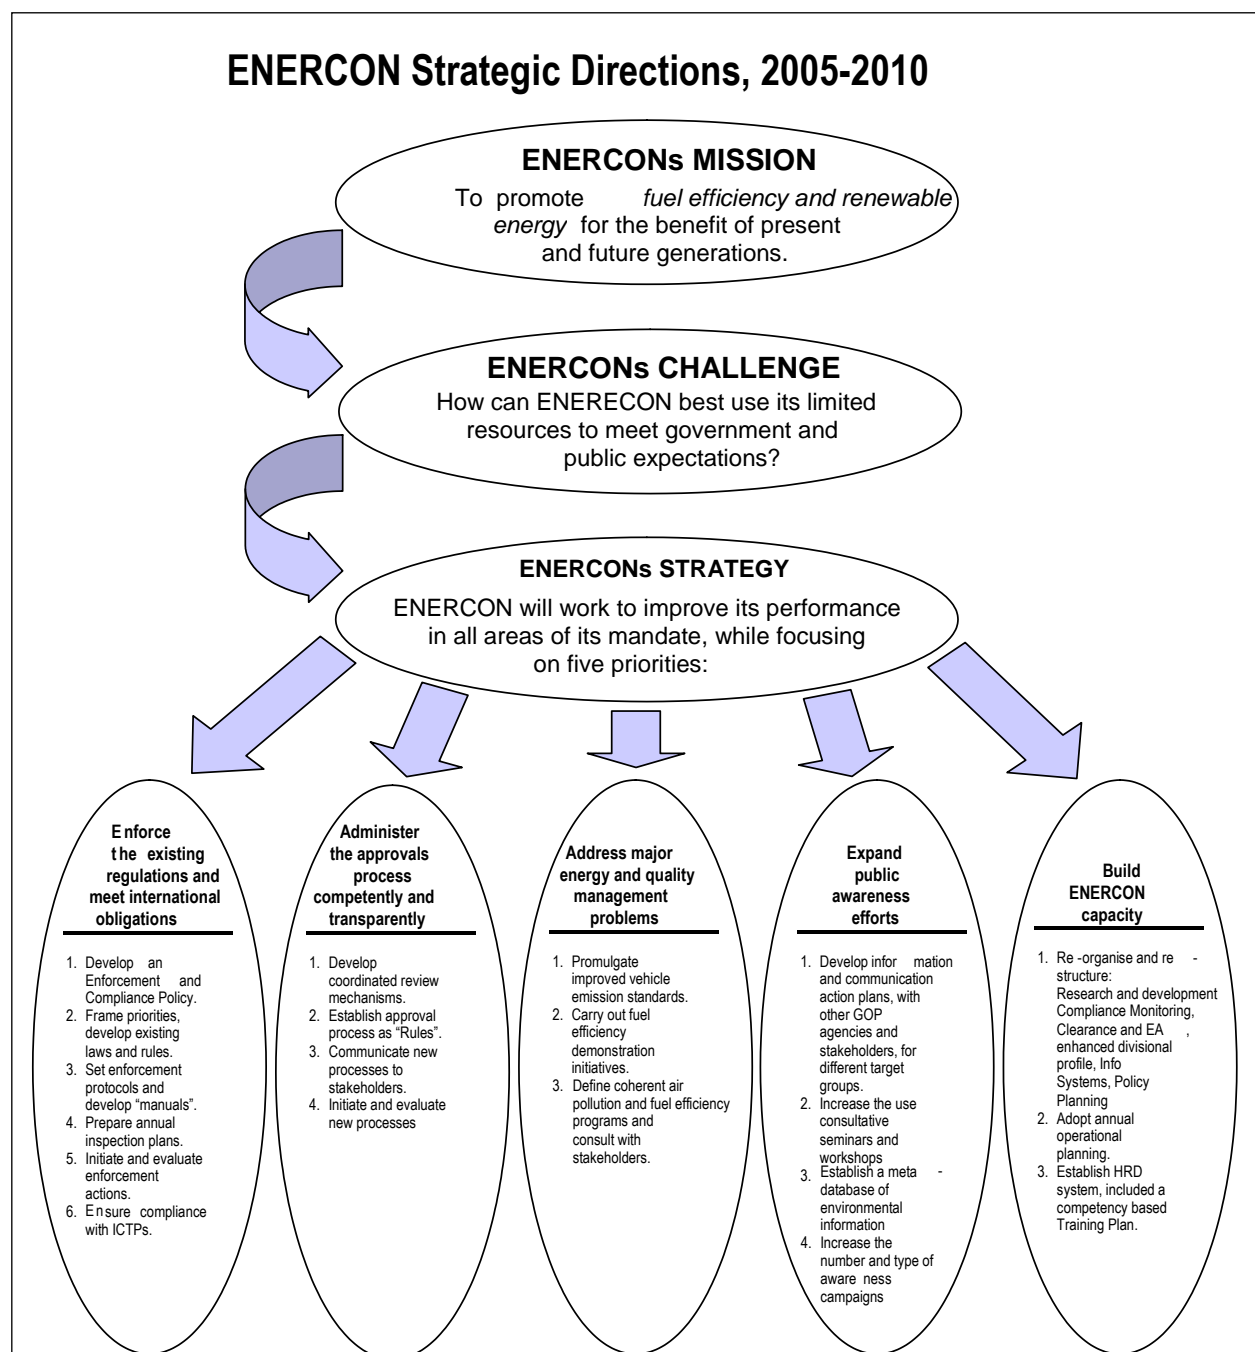 ENERCON Strategic Directions, 2005-2010
ENERCONs MISSION
To promote fuel efficiency and renewable
energy for the benefit of present
and future generations.
ENERCONs CHALLENGE
How can ENERECON best use its limited
resources to meet government and
public expectations?
ENERCONs STRATEGY
ENERCON will work to improve its performance
in all areas of its mandate, while focusing
on five priorities:
Enforce
the existing
regulations and
meet international
obligations
1. Develop an
Enforcement and
Compliance Policy.
2. Frame priorities,
develop existing
laws and rules.
3. Set enforcement
protocols and
develop “manuals”.
4. Prepare annual
inspection plans.
5. Initiate and evaluate
enforcement
actions.
6. Ensure compliance
with ICTPs.
Administer
the approvals
process
competently and
transparently
1. Develop
coordinated review
mechanisms.
2. Establish approval
process as “Rules”.
3. Communicate new
processes to
stakeholders.
4. Initiate and evaluate
new processes
Address major
energy and quality
management
problems
1. Promulgate
improved vehicle
emission standards.
2. Carry out fuel
efficiency
demonstration
initiatives.
3. Define coherent air
pollution and fuel efficiency
programs and
consult with
stakeholders.
Expand
public
awareness
efforts
1. Develop infor mation
and communication
action plans, with
other GOP
agencies and
stakeholders, for
different target
groups.
2. Increase the use
consultative
seminars and
workshops
3. Establish a meta -
database of
environmental
information
4. Increase the
number and type of
aware ness
campaigns
Build
ENERCON
capacity
1. Re -organise and re -
structure:
Research and development
Compliance Monitoring,
Clearance and EA ,
enhanced divisional
profile, Info
Systems, Policy
Planning
2. Adopt annual
operational
planning.
3. Establish HRD
system, included a
competency based
Training Plan.